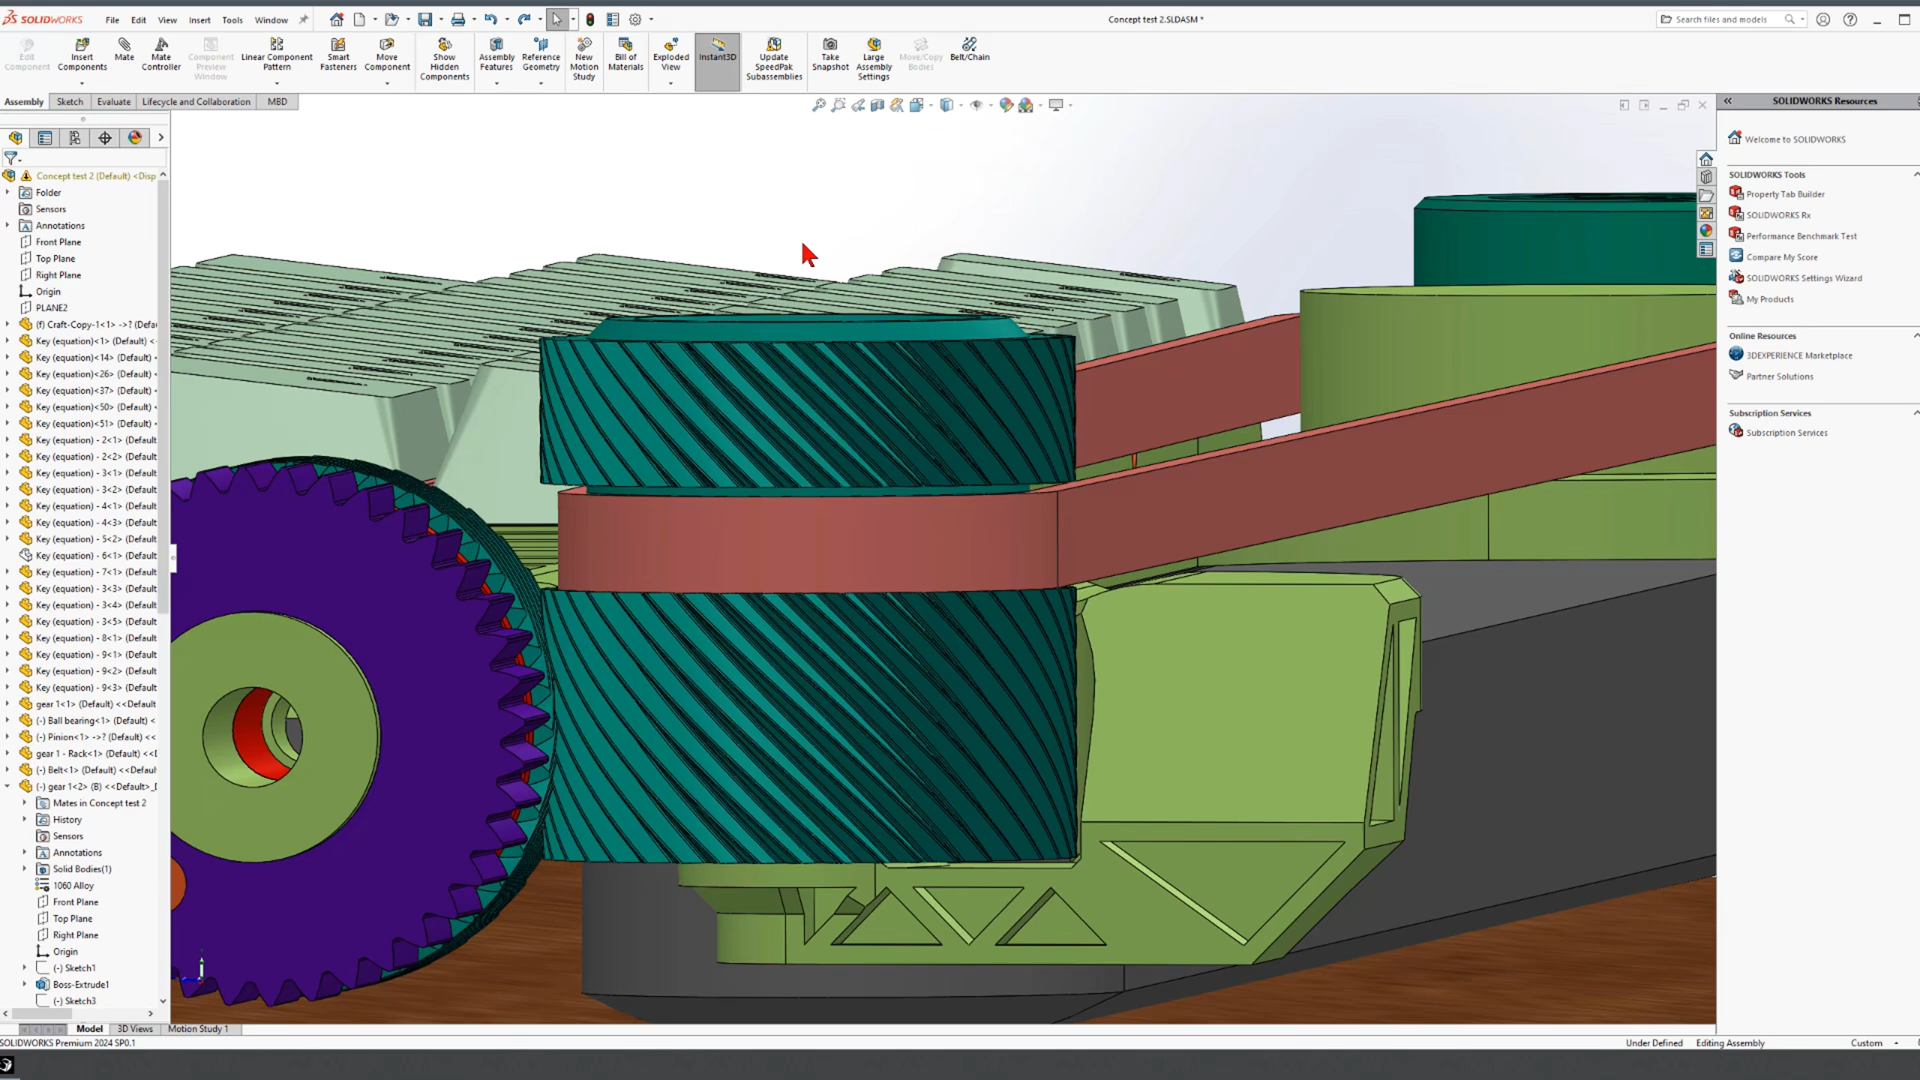 SOLIDWORKS
File Edit View Insert Tools Window
Concept test 2.SLDASM *
Search files and models
Edit Component
Insert Components
Mate
Mate Controller
Component Preview Window
Linear Component Pattern
Smart Fasteners
Move Component
Show Hidden Components
Assembly Features
Reference Geometry
New Motion Study
Bill of Materials
Exploded View
Instant3D
Update SpeedPak Subassemblies
Take Snapshot
Large Assembly Settings
Move/Copy Bodies
Belt/Chain
Assembly Sketch Evaluate Lifecycle and Collaboration MBD
Concept test 2 (Default) <Disp
Folder
Sensors
Annotations
Front Plane
Top Plane
Right Plane
Origin
PLANE2
(f) Craft-Copy-1<1> ->? (Defau
Key (equation)<1> (Default) <
Key (equation)<14> (Default)
Key (equation)<26> (Default)
Key (equation)<37> (Default)
Key (equation)<50> (Default)
Key (equation)<51> (Default)
Key (equation) - 2<1> (Default
Key (equation) - 2<2> (Default
Key (equation) - 3<1> (Default
Key (equation) - 3<2> (Default
Key (equation) - 4<1> (Default
Key (equation) - 4<3> (Default
Key (equation) - 5<2> (Default
Key (equation) - 6<1> (Default
Key (equation) - 7<1> (Default
Key (equation) - 3<3> (Default
Key (equation) - 3<4> (Default
Key (equation) - 3<5> (Default
Key (equation) - 8<1> (Default
Key (equation) - 9<1> (Default
Key (equation) - 9<2> (Default
Key (equation) - 9<3> (Default
gear 1<1> (Default) <<Default
(-) Ball bearing<1> (Default) <
(-) Pinion<1> ->? (Default) <<
gear 1 - Rack<1> (Default) <<D
(-) Belt<1> (Default) <<Default
(-) gear 1<2> (B) <<Default>_D
Mates in Concept test 2
History
Sensors
Annotations
Solid Bodies(1)
1060 Alloy
Front Plane
Top Plane
Right Plane
Origin
(-) Sketch1
Boss-Extrude1
(-) Sketch3
SOLIDWORKS Resources
Welcome to SOLIDWORKS
SOLIDWORKS Tools
Property Tab Builder
SOLIDWORKS Rx
Performance Benchmark Test
Compare My Score
SOLIDWORKS Settings Wizard
My Products
Online Resources
3DEXPERIENCE Marketplace
Partner Solutions
Subscription Services
Subscription Services
Model 3D Views Motion Study 1
SOLIDWORKS Premium 2024 SP0.1
Under Defined Editing Assembly Custom